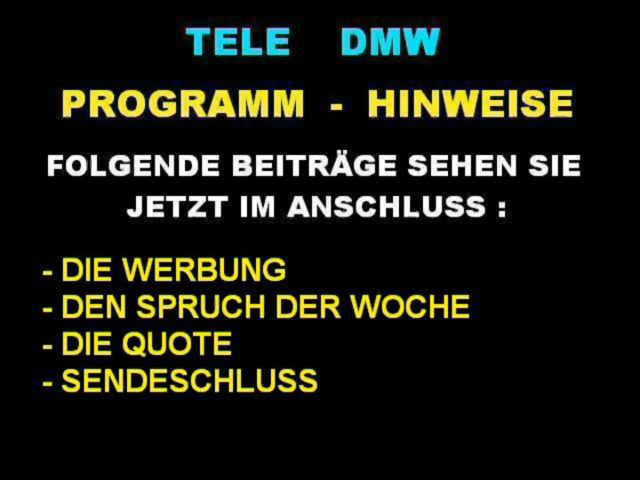 TELE DMW
PROGRAMM - HINWEISE
FOLGENDE BEITRÄGE SEHEN SIE
JETZT IM ANSCHLUSS :
- DIE WERBUNG
- DEN SPRUCH DER WOCHE
- DIE QUOTE
- SENDESCHLUSS